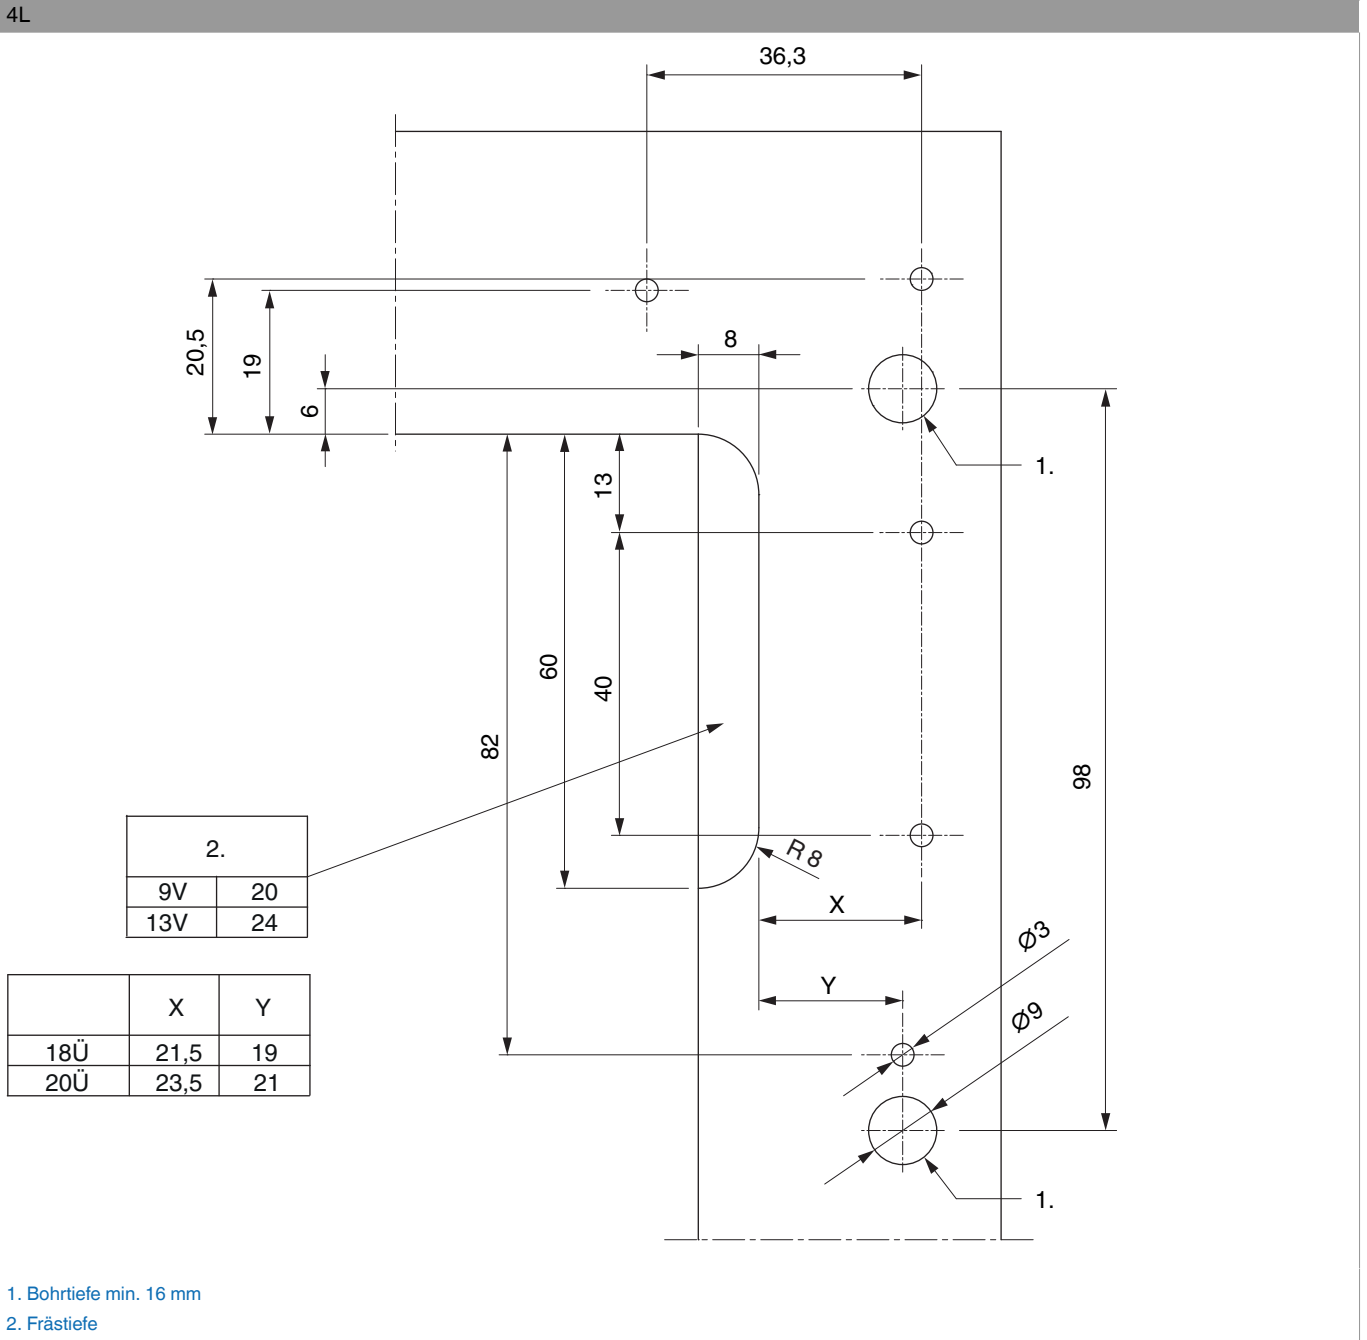 4L
36,3
20,5
19
8
6
1.
13
60
40
82
98
R 8
2.
9V 20
13V 24
X
Y
Ø3
Ø9
X Y
18Ü 21,5 19
20Ü 23,5 21
1.
1. Bohrtiefe min. 16 mm
2. Frästiefe